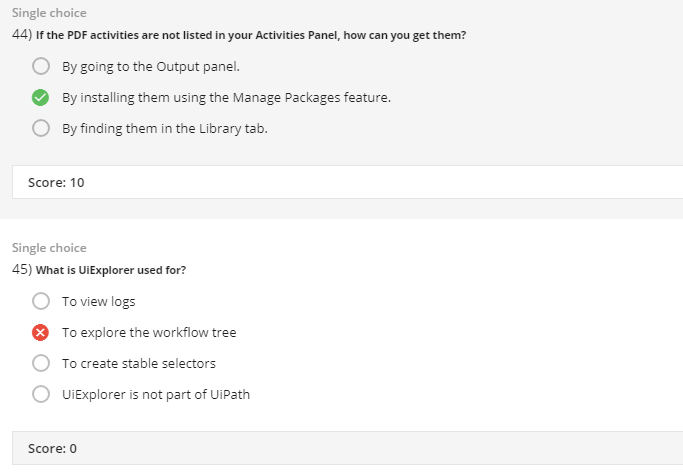 Single choice
44) If the PDF activities are not listed in your Activities Panel, how can you get them?
By going to the Output panel.
By installing them using the Manage Packages feature.
By finding them in the Library tab.
Score: 10
Single choice
45) What is UiExplorer used for?
To view logs
To explore the workflow tree
To create stable selectors
UiExplorer is not part of UiPath
Score: 0